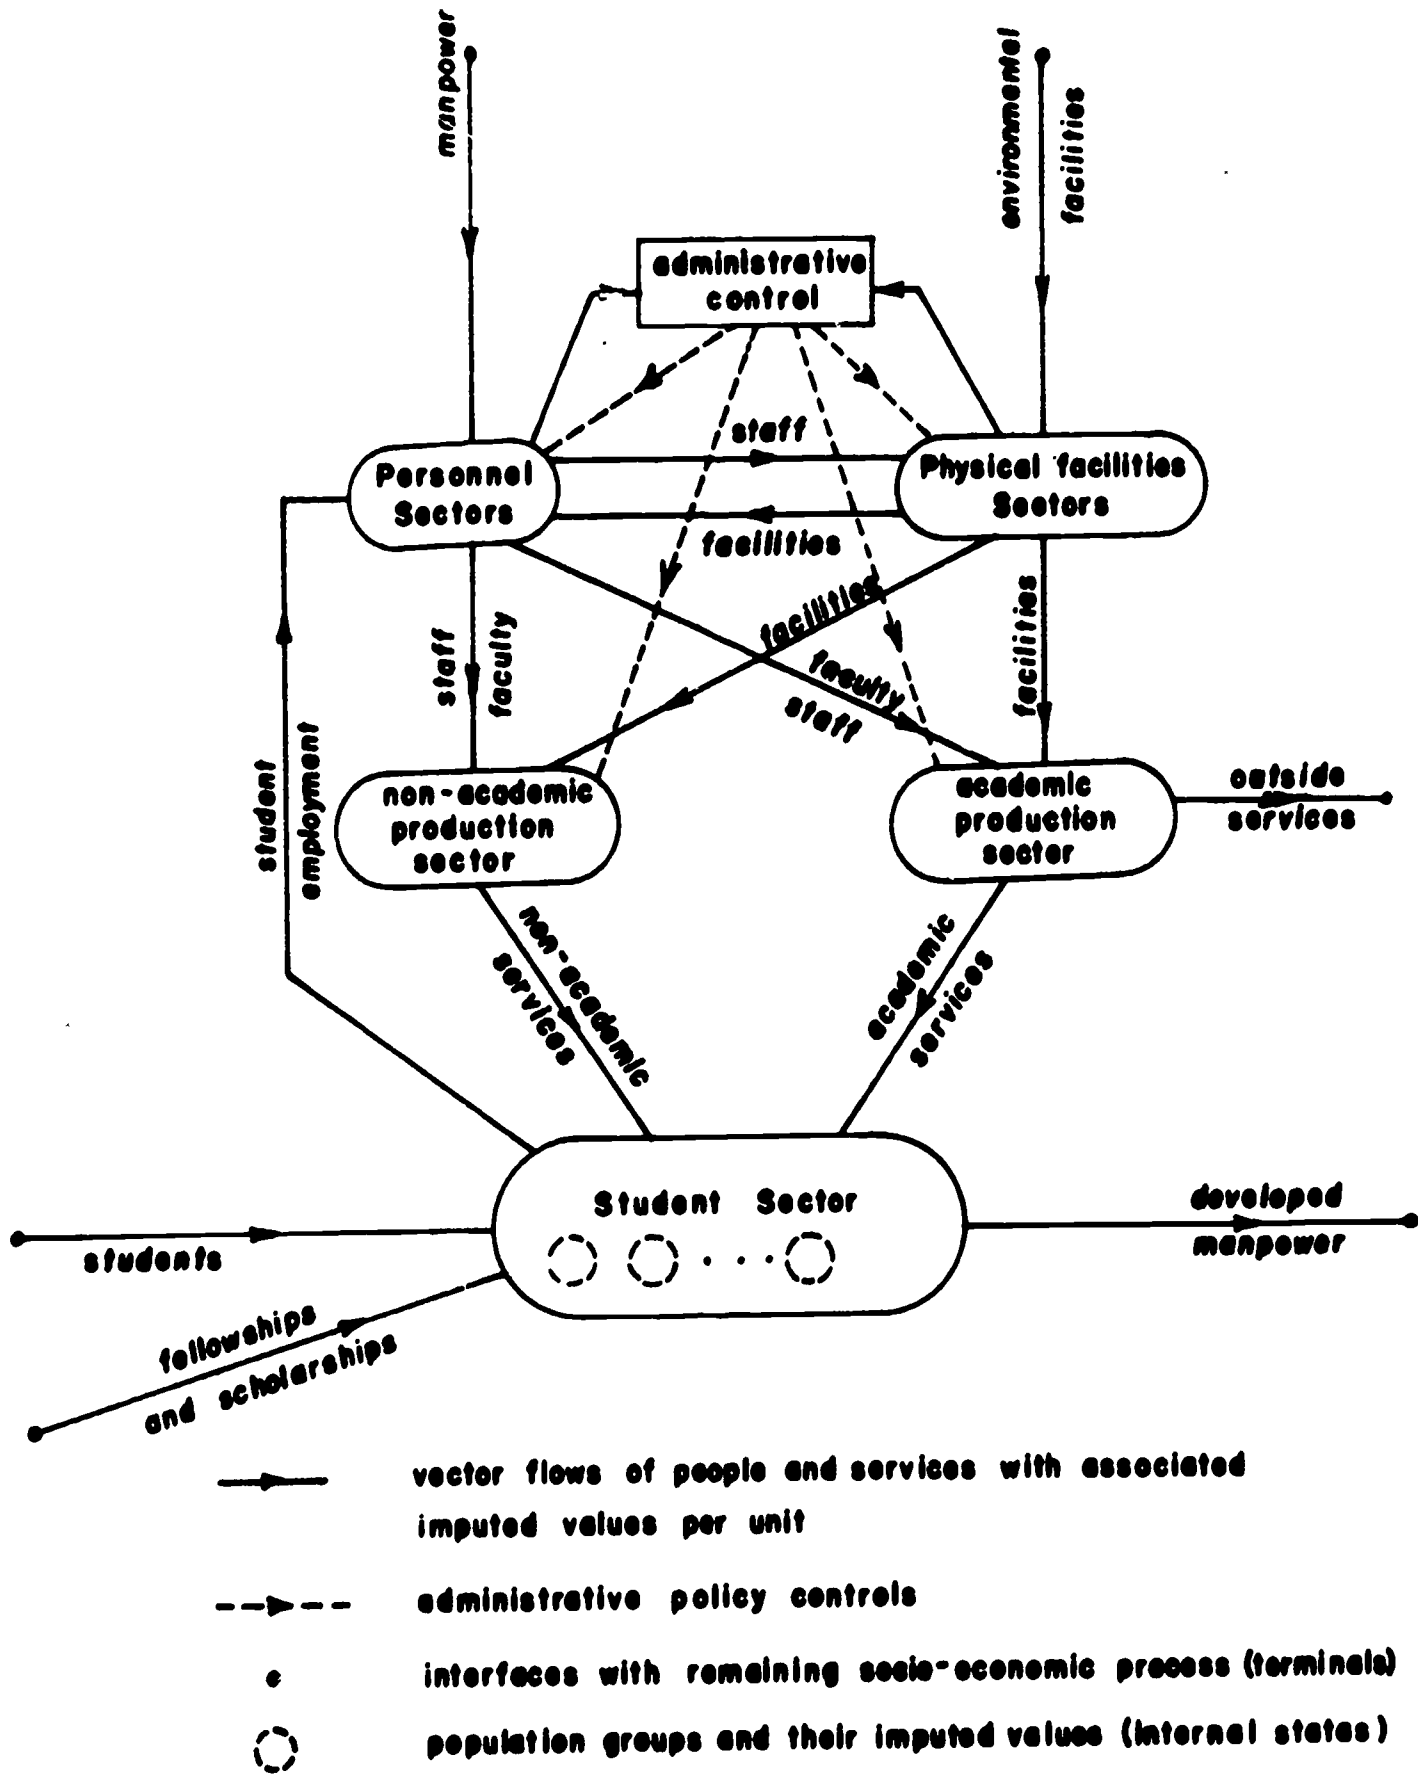 manpower
environmental
facilities
administrative
control
staff
Personnel
Sectors
Physical facilities
Sectors
facilities
staff
faculty
facilities
faculty
staff
facilities
student
employment
non-academic
production
sector
academic
production
sector
outside
services
non-academic
services
academic
services
Student Sector
students
developed
manpower
fellowships
and scholarships
vector flows of people and services with associated
imputed values per unit
administrative policy controls
interfaces with remaining socio-economic process (terminals)
population groups and their imputed values (internal states)